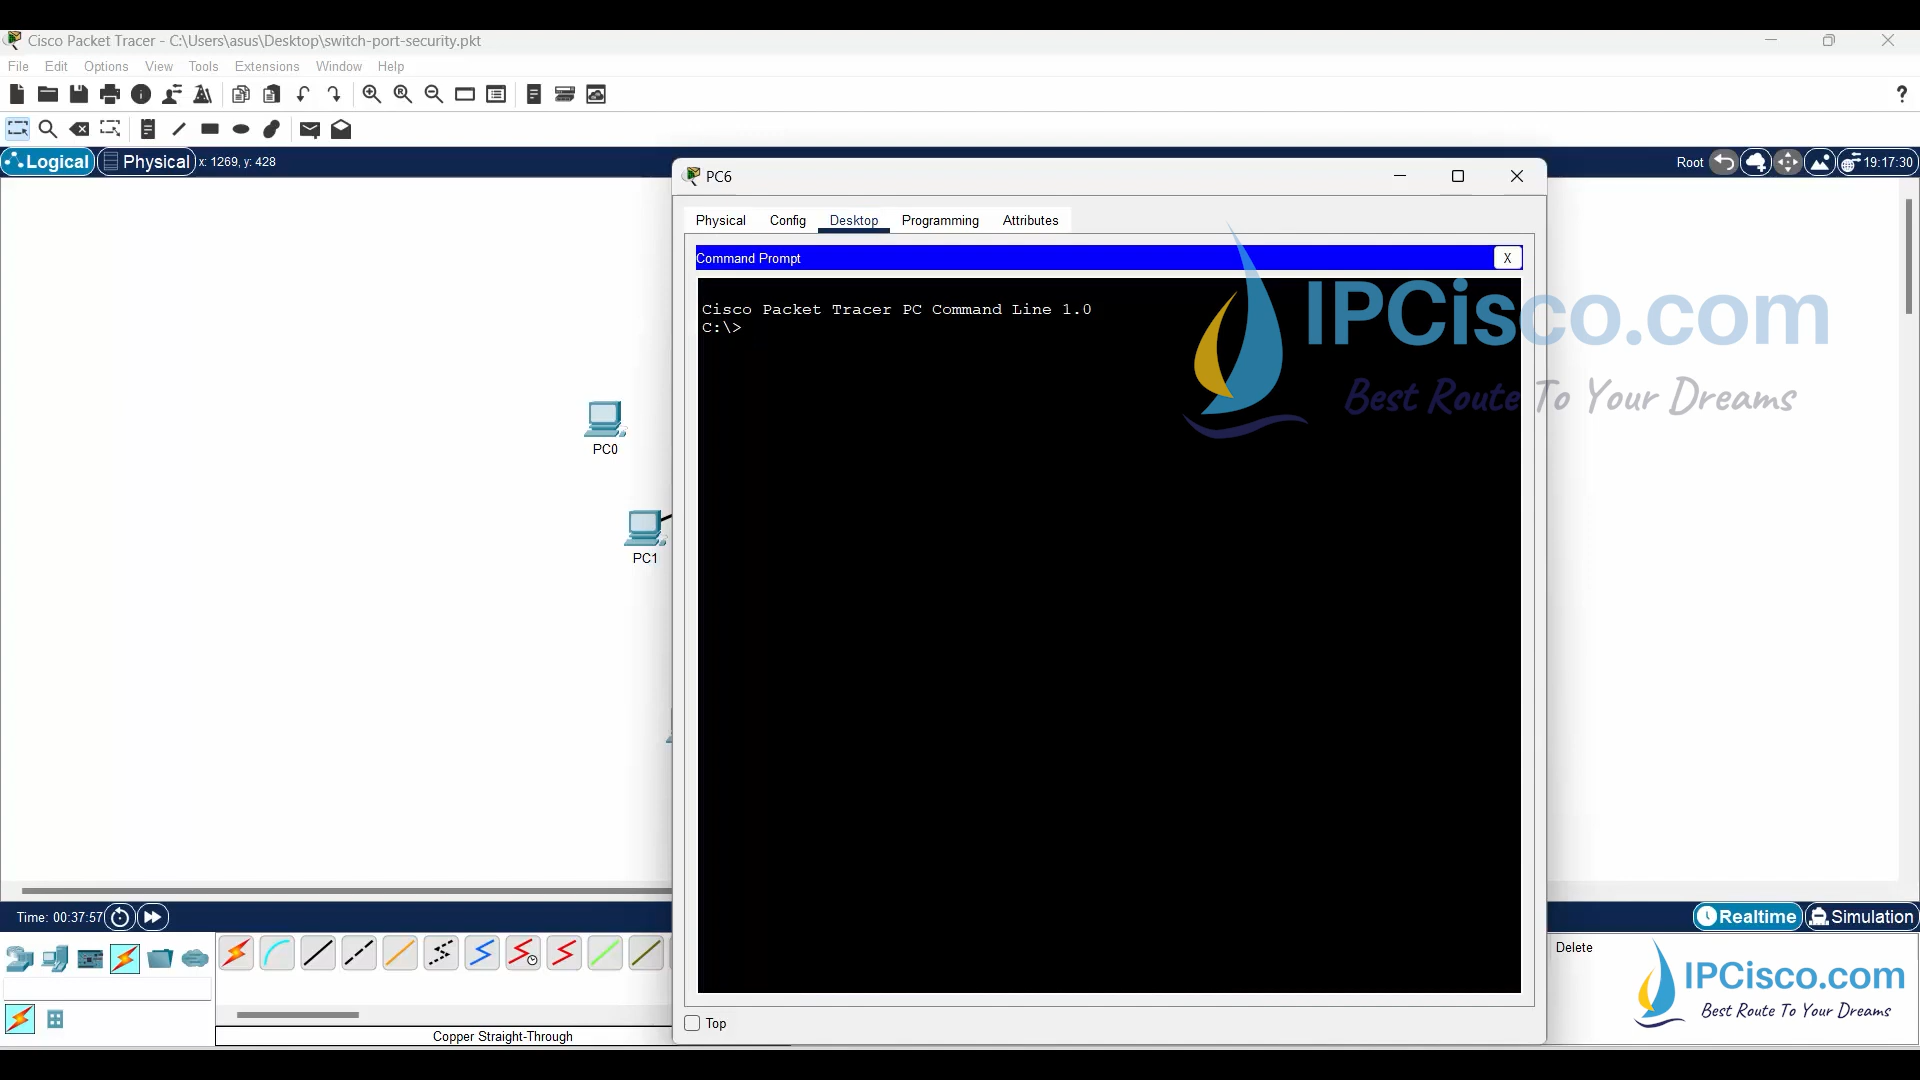 Cisco Packet Tracer - C:\Users\asus\Desktop\switch-port-security.pkt
File Edit Options View Tools Extensions Window Help
?
Logical Physical x: 1269, y: 428
Root 19:17:30
PC6
Physical Config Desktop Programming Attributes
Command Prompt X
Cisco Packet Tracer PC Command Line 1.0
C:\>
IPCisco.com
Best Route To Your Dreams
PC0
PC1
Time: 00:37:57
Realtime Simulation
Delete
IPCisco.com
Best Route To Your Dreams
Top
Copper Straight-Through